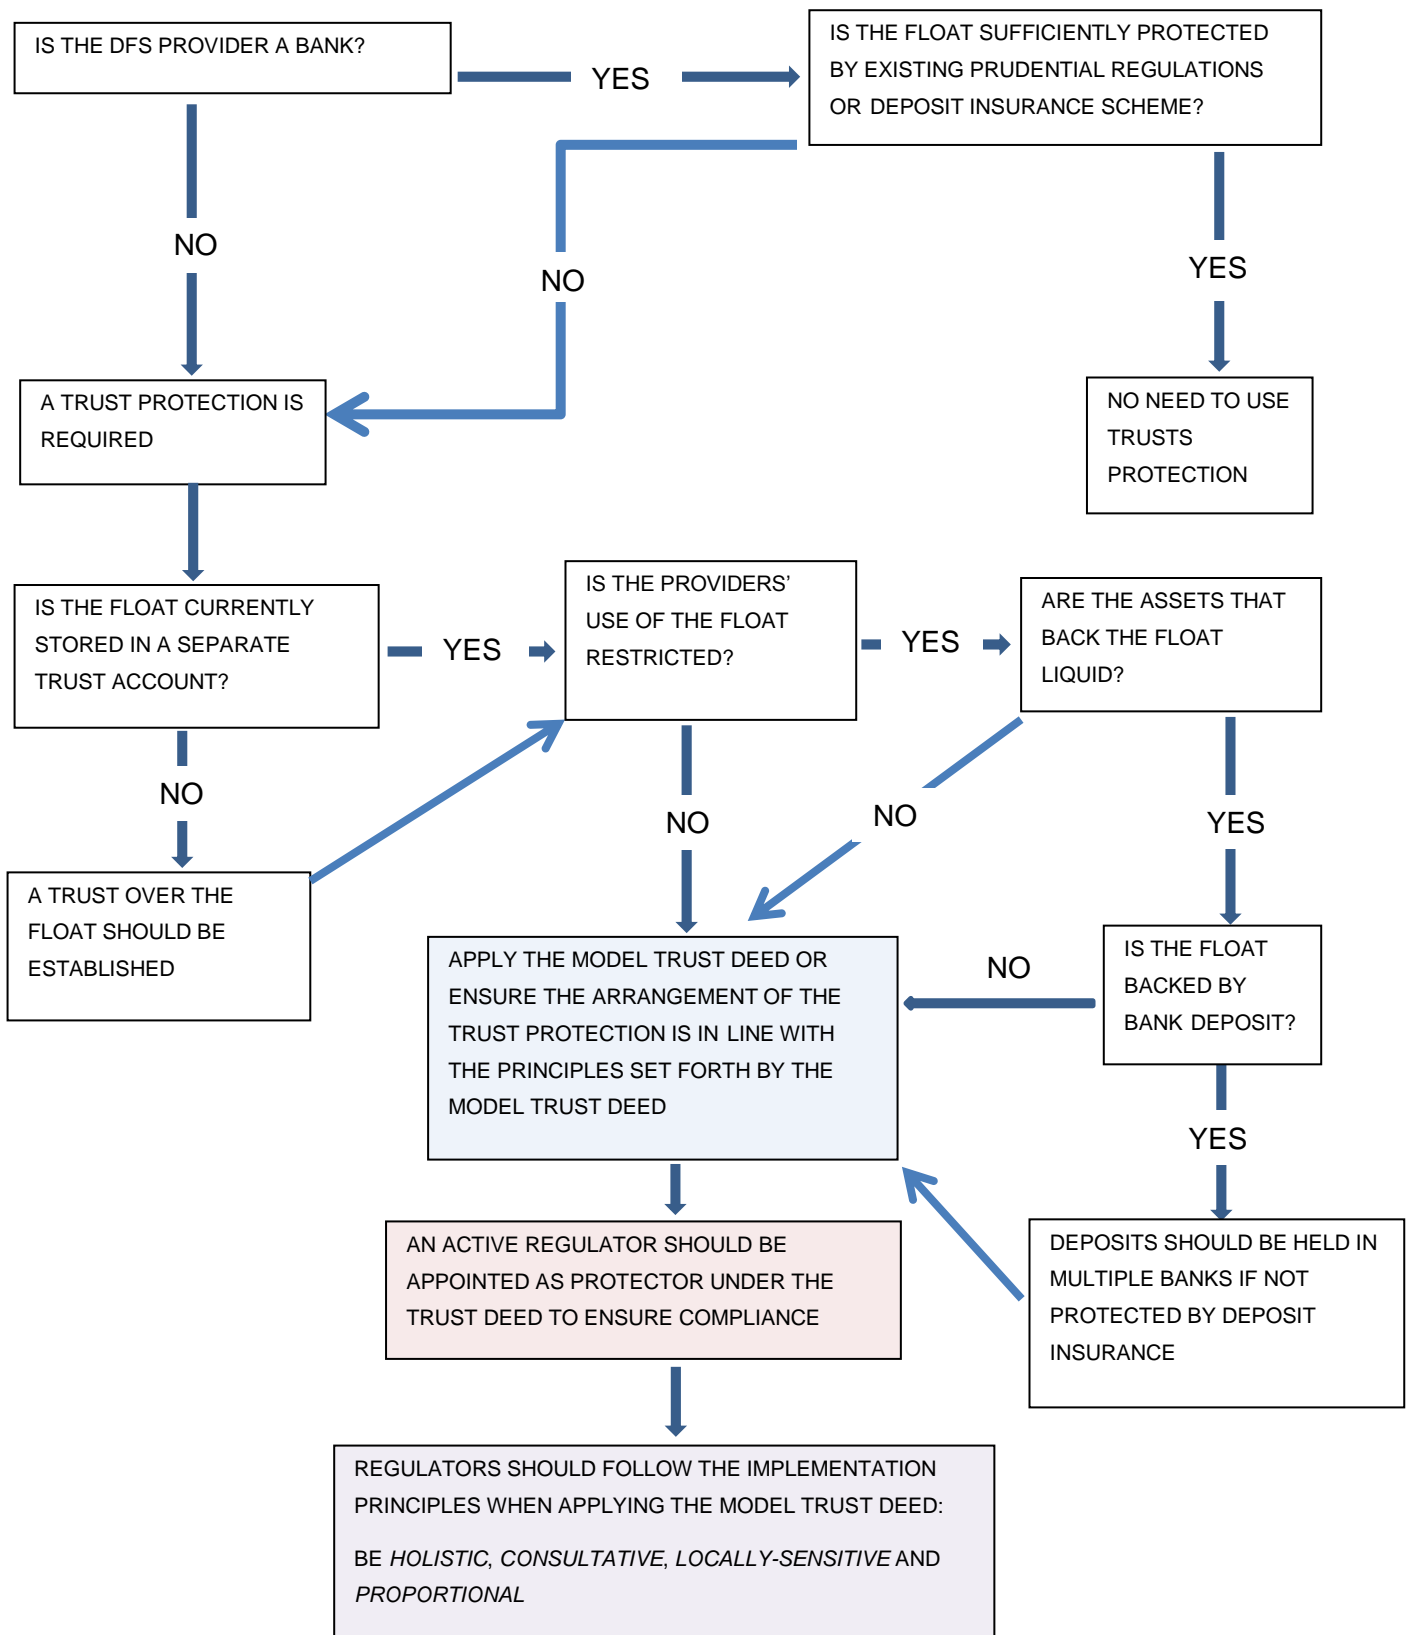 IS THE DFS PROVIDER A BANK?
YES
IS THE FLOAT SUFFICIENTLY PROTECTED
BY EXISTING PRUDENTIAL REGULATIONS
OR DEPOSIT INSURANCE SCHEME?
NO
NO
YES
A TRUST PROTECTION IS
REQUIRED
NO NEED TO USE
TRUSTS
PROTECTION
IS THE FLOAT CURRENTLY
STORED IN A SEPARATE
TRUST ACCOUNT?
YES
IS THE PROVIDERS’
USE OF THE FLOAT
RESTRICTED?
YES
ARE THE ASSETS THAT
BACK THE FLOAT
LIQUID?
NO
NO
NO
YES
A TRUST OVER THE
FLOAT SHOULD BE
ESTABLISHED
APPLY THE MODEL TRUST DEED OR
ENSURE THE ARRANGEMENT OF THE
TRUST PROTECTION IS IN LINE WITH
THE PRINCIPLES SET FORTH BY THE
MODEL TRUST DEED
NO
IS THE FLOAT
BACKED BY
BANK DEPOSIT?
YES
AN ACTIVE REGULATOR SHOULD BE
APPOINTED AS PROTECTOR UNDER THE
TRUST DEED TO ENSURE COMPLIANCE
DEPOSITS SHOULD BE HELD IN
MULTIPLE BANKS IF NOT
PROTECTED BY DEPOSIT
INSURANCE
REGULATORS SHOULD FOLLOW THE IMPLEMENTATION
PRINCIPLES WHEN APPLYING THE MODEL TRUST DEED:
BE HOLISTIC, CONSULTATIVE, LOCALLY-SENSITIVE AND
PROPORTIONAL